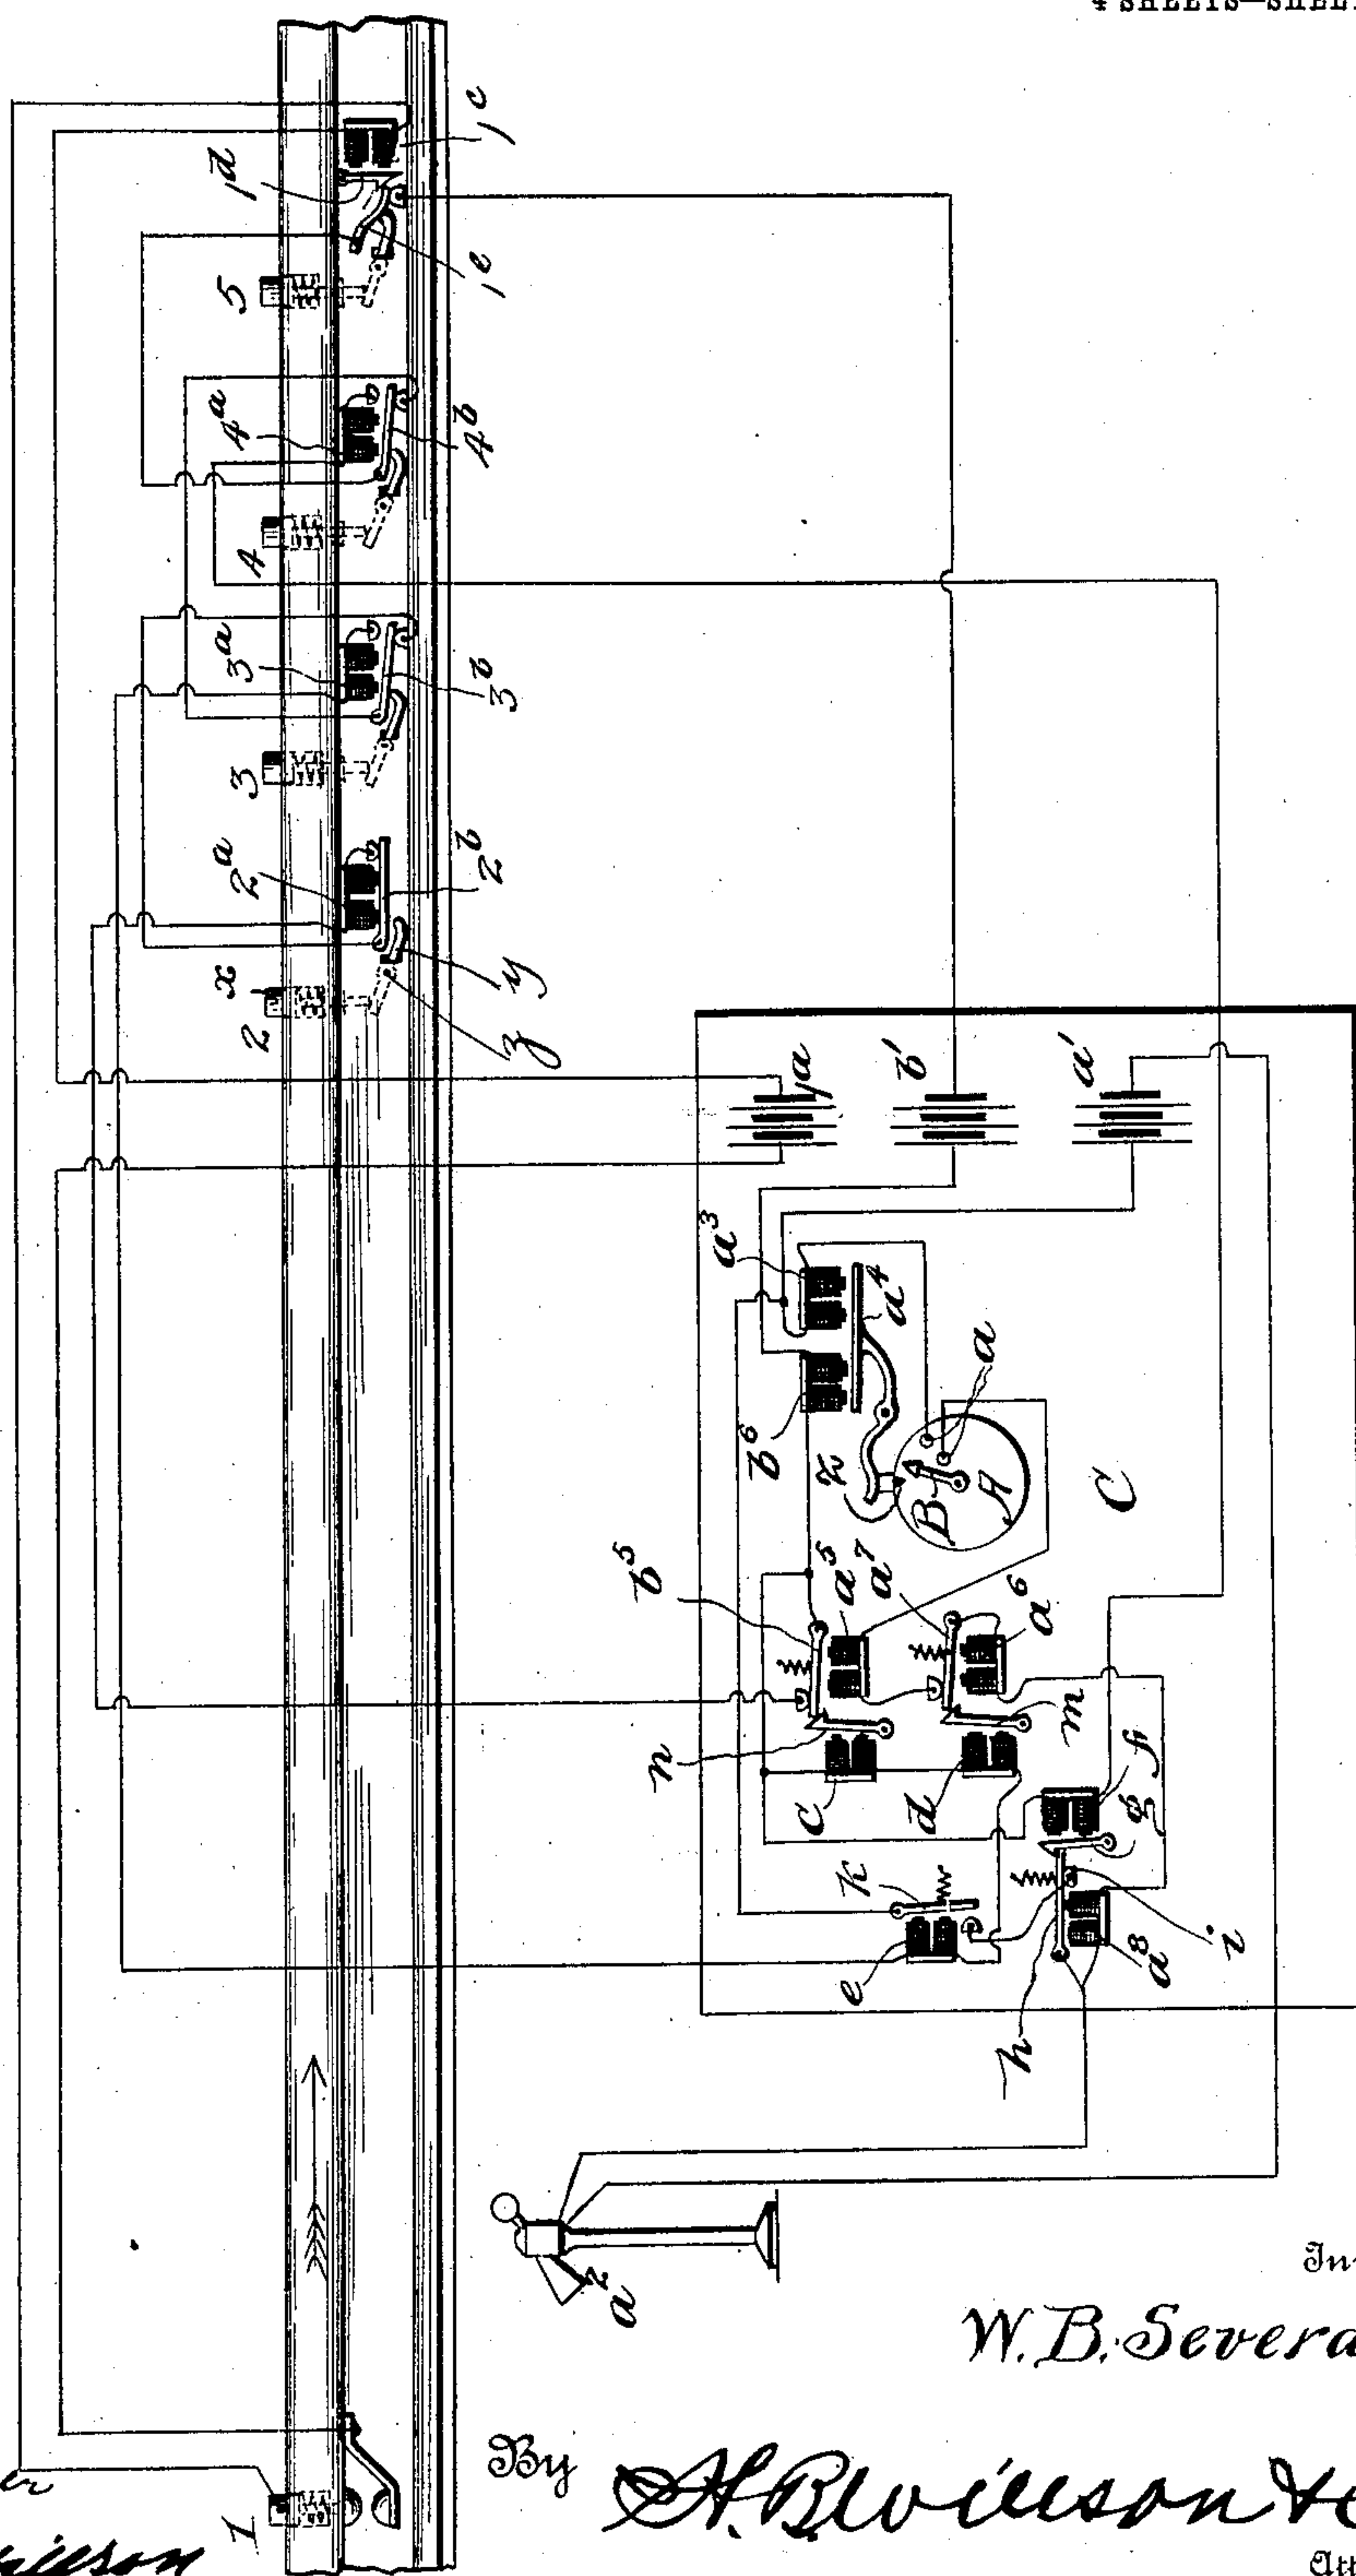 4 SHEETS—SHEET
1ᶜ
1ᵈ
1ᵉ
5
4ᵃ
4ᵇ
4
3ᵃ
3ᵇ
3
2ᵃ
2ᵇ
x
y
2
z
1ᵃ
b'
a'
a³
a⁴
b⁶
a
z
B
A
C
b⁵
a⁵
a⁷
a⁶
n
m
c
d
f
g
k
e
i
a⁸
h
a²
1
W. B. Severa
By
Att